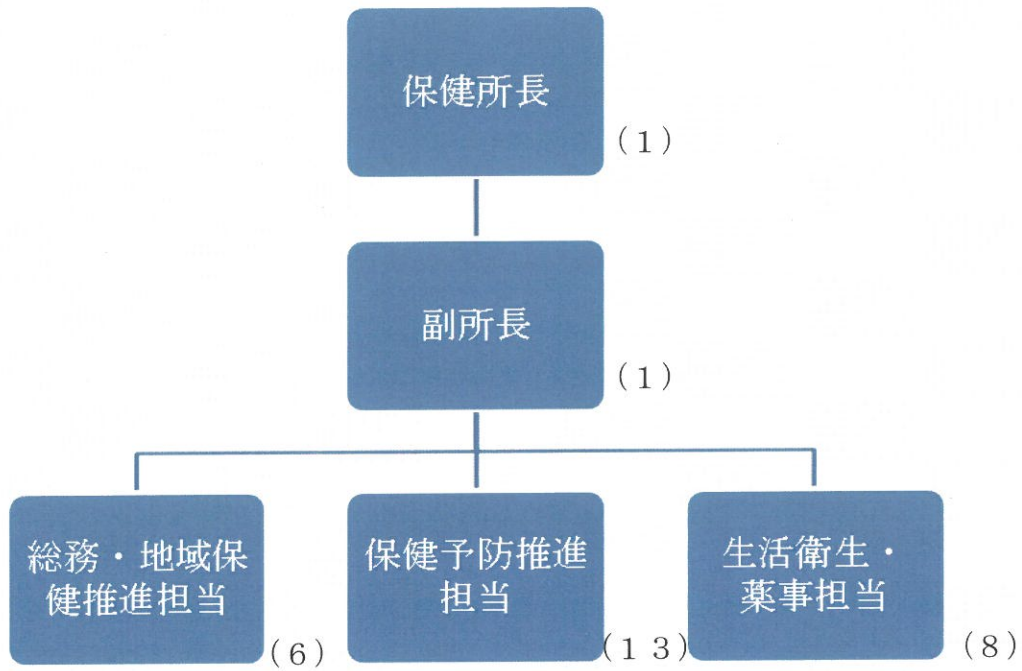 保健所長
（１）
副所長
（１）
総務・地域保
健推進担当
（６）
保健予防推進
担当
（１３）
生活衛生・
薬事担当
（８）